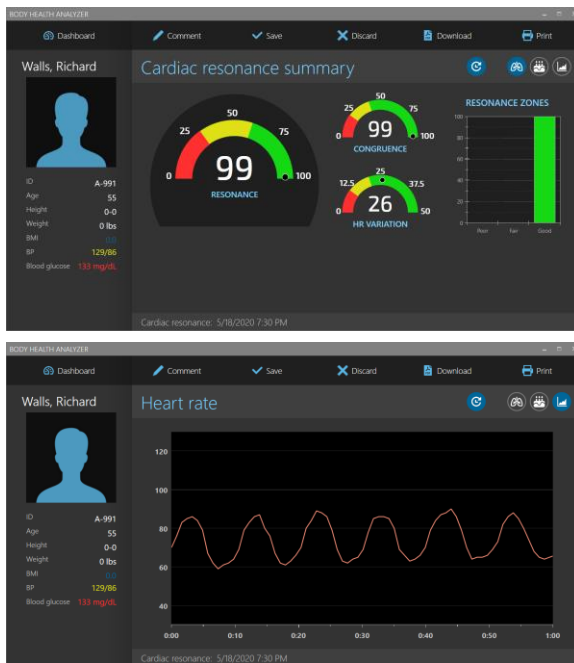 BODY HEALTH ANALYZER
Dashboard
Comment
Save
Discard
Download
Print
Walls, Richard
Cardiac resonance summary
ID A-991
Age 55
Height 0-0
Weight 0 lbs
BMI 0.0
BP 129/86
Blood glucose 133 mg/dL
0 25 50 75 100
99
RESONANCE
0 25 50 75 100
99
CONGRUENCE
0 12.5 25 37.5 50
26
HR VARIATION
RESONANCE ZONES
100
80
60
40
20
0
Poor Fair Good
Cardiac resonance: 5/18/2020 7:30 PM
BODY HEALTH ANALYZER
Dashboard
Comment
Save
Discard
Download
Print
Walls, Richard
Heart rate
ID A-991
Age 55
Height 0-0
Weight 0 lbs
BMI 0.0
BP 129/86
Blood glucose 133 mg/dL
120
100
80
60
40
0:00 0:10 0:20 0:30 0:40 0:50 1:00
Cardiac resonance: 5/18/2020 7:30 PM